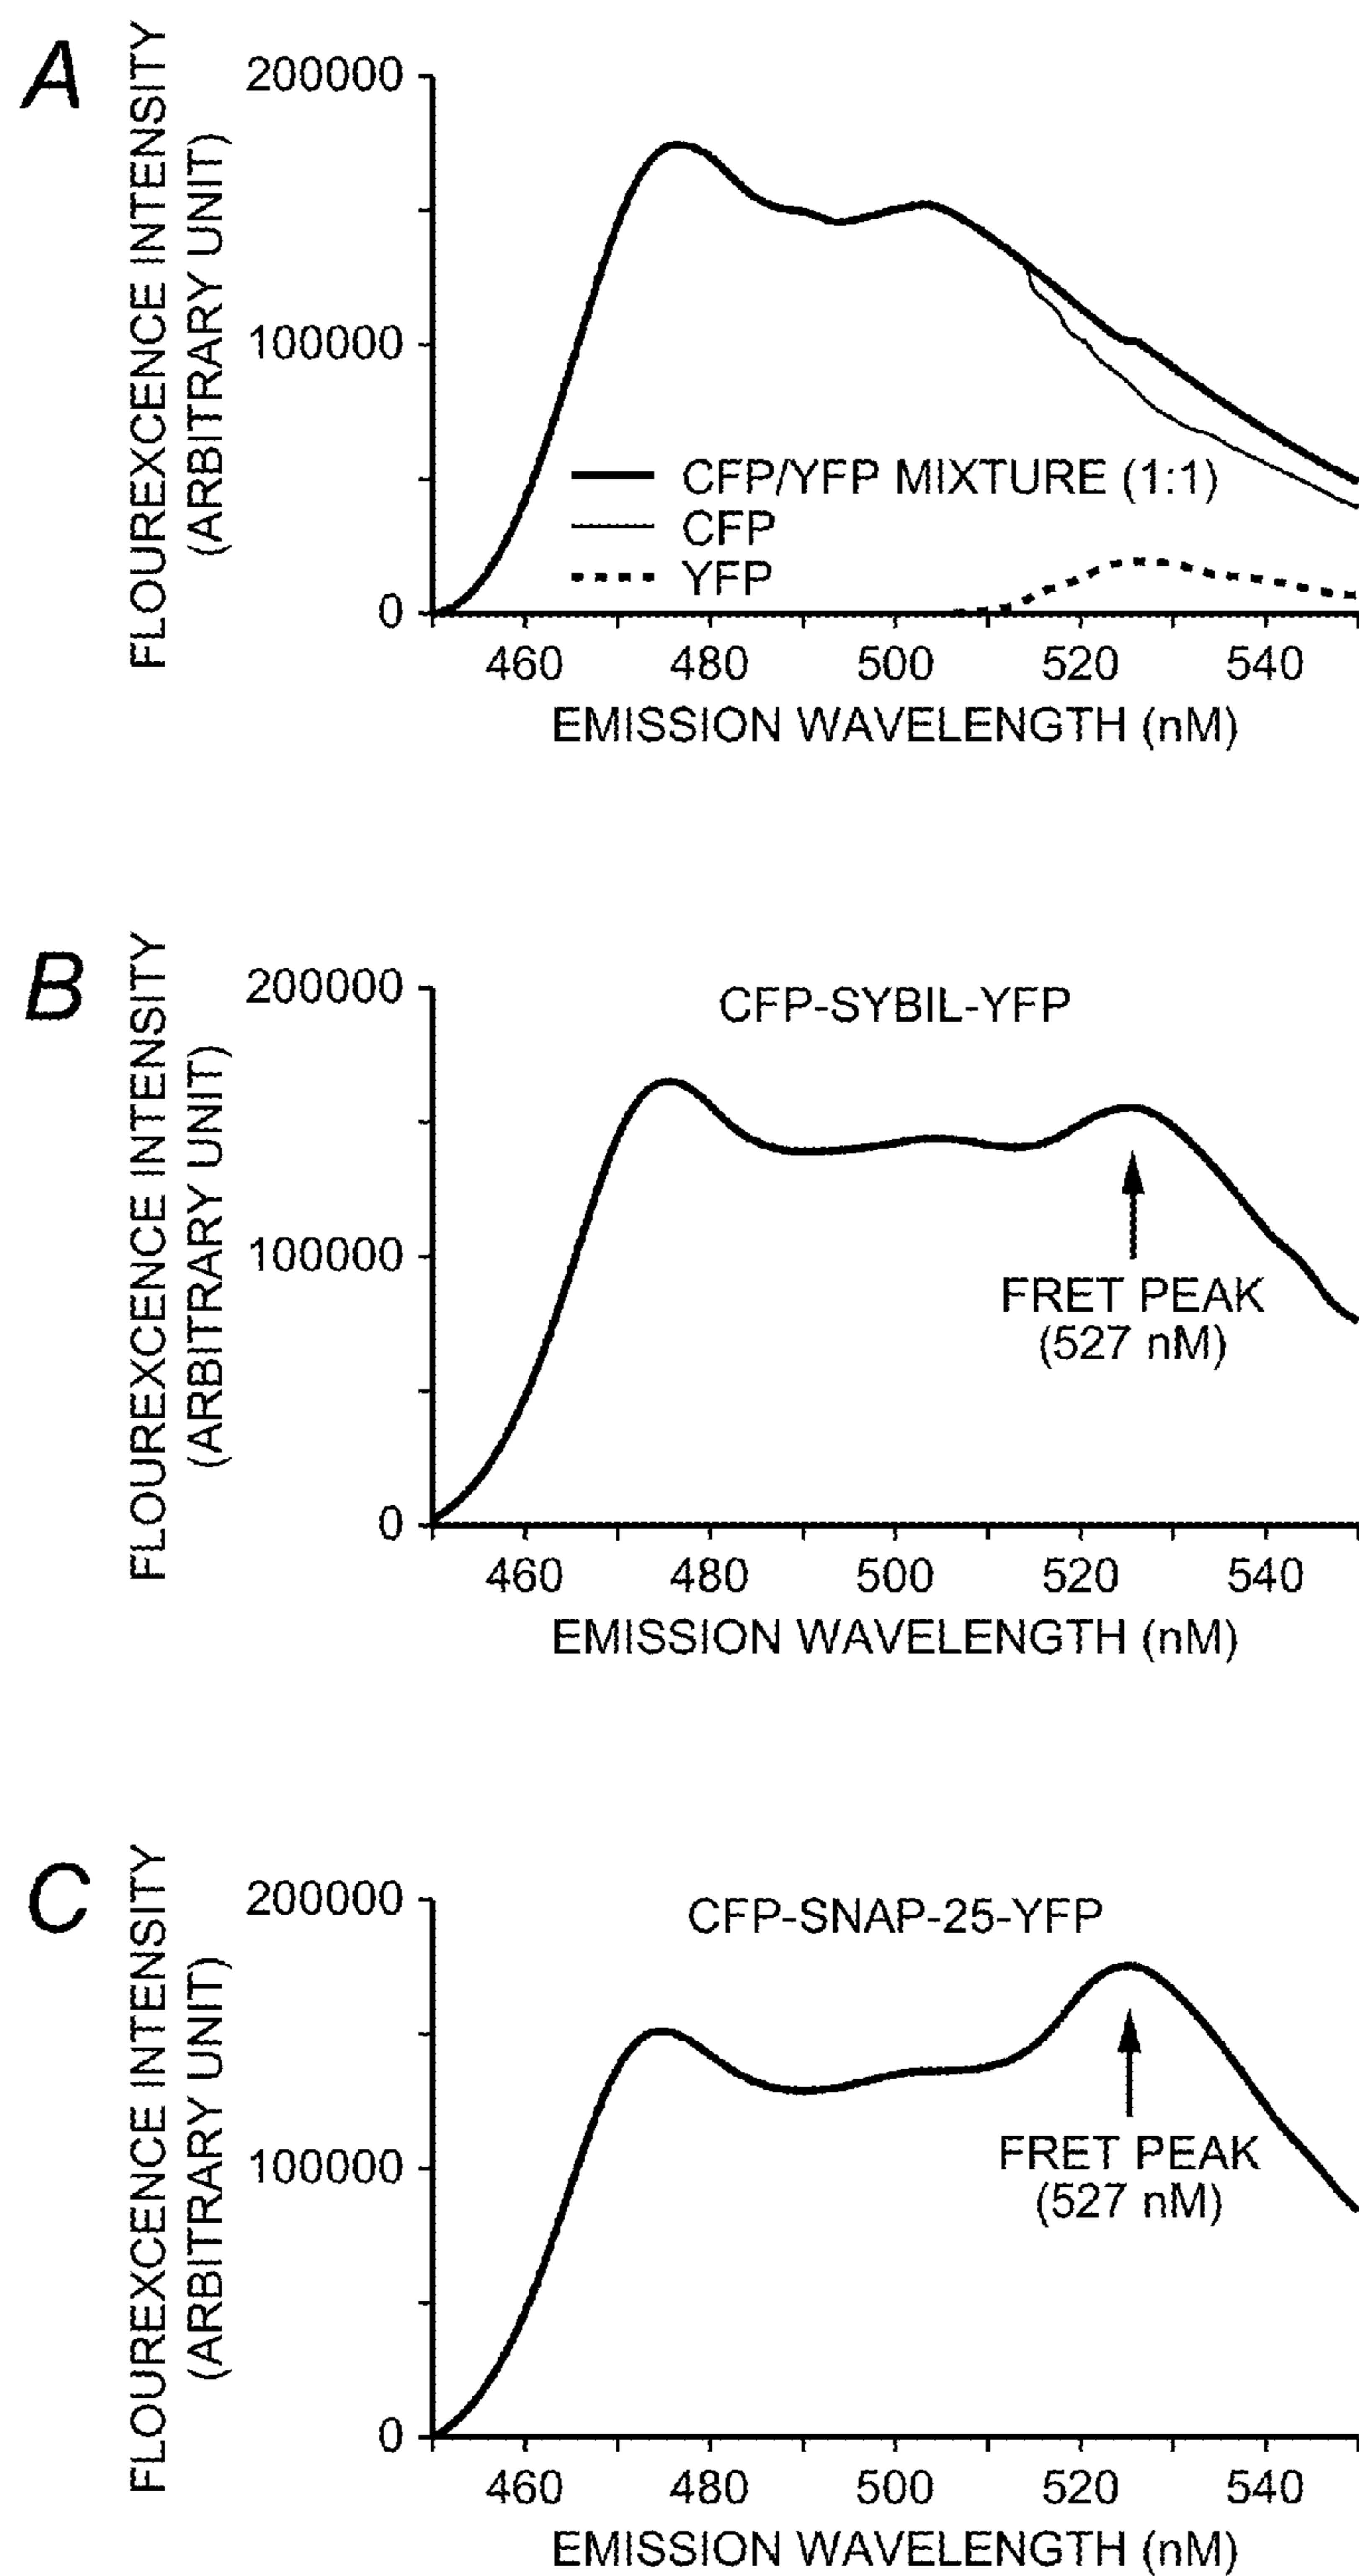 A
FLOUREXCENCE INTENSITY
(ARBITRARY UNIT)
200000
100000
0
CFP/YFP MIXTURE (1:1)
CFP
YFP
460 480 500 520 540
EMISSION WAVELENGTH (nM)
B
FLOUREXCENCE INTENSITY
(ARBITRARY UNIT)
200000
100000
0
CFP-SYBIL-YFP
FRET PEAK
(527 nM)
460 480 500 520 540
EMISSION WAVELENGTH (nM)
C
FLOUREXCENCE INTENSITY
(ARBITRARY UNIT)
200000
100000
0
CFP-SNAP-25-YFP
FRET PEAK
(527 nM)
460 480 500 520 540
EMISSION WAVELENGTH (nM)